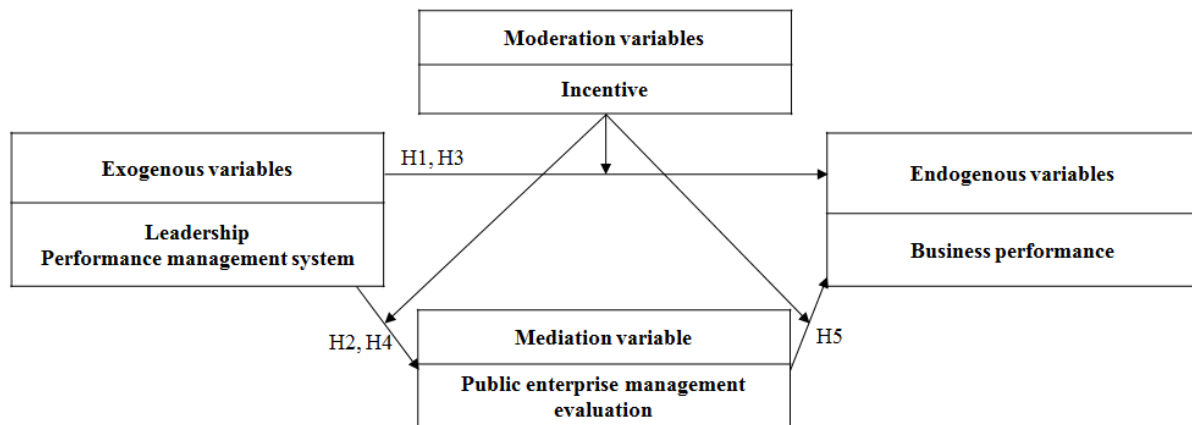 Moderation variables
Incentive
H1, H3
Exogenous variables
Leadership
Performance management system
Endogenous variables
Business performance
H2, H4
Mediation variable
Public enterprise management
evaluation
H5